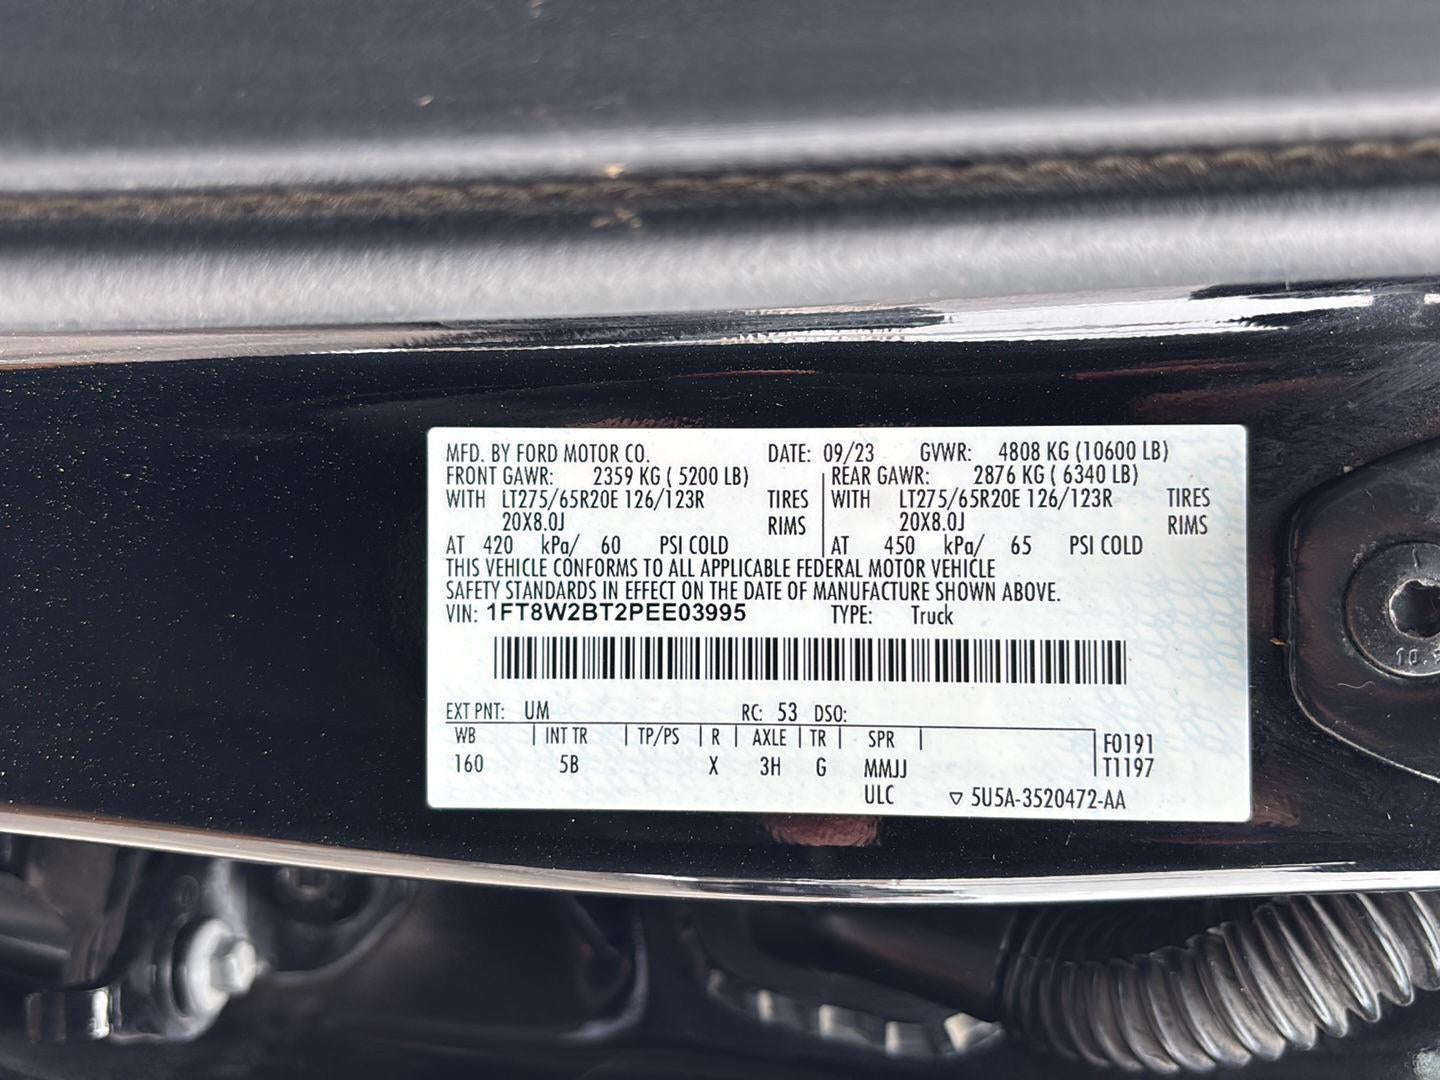 MFD. BY FORD MOTOR CO. DATE: 09/23 GVWR: 4808 KG (10600 LB)
FRONT GAWR: 2359 KG ( 5200 LB) REAR GAWR: 2876 KG ( 6340 LB)
WITH LT275/65R20E 126/123R TIRES WITH LT275/65R20E 126/123R TIRES
20X8.0J RIMS 20X8.0J RIMS
AT 420 kPa/ 60 PSI COLD AT 450 kPa/ 65 PSI COLD
THIS VEHICLE CONFORMS TO ALL APPLICABLE FEDERAL MOTOR VEHICLE
SAFETY STANDARDS IN EFFECT ON THE DATE OF MANUFACTURE SHOWN ABOVE.
VIN: 1FT8W2BT2PEE03995 TYPE: Truck
EXT PNT: UM RC: 53 DSO:
WB INT TR TP/PS R AXLE TR SPR F0191
160 5B X 3H G MMJJ T1197
ULC ▽ 5U5A-3520472-AA